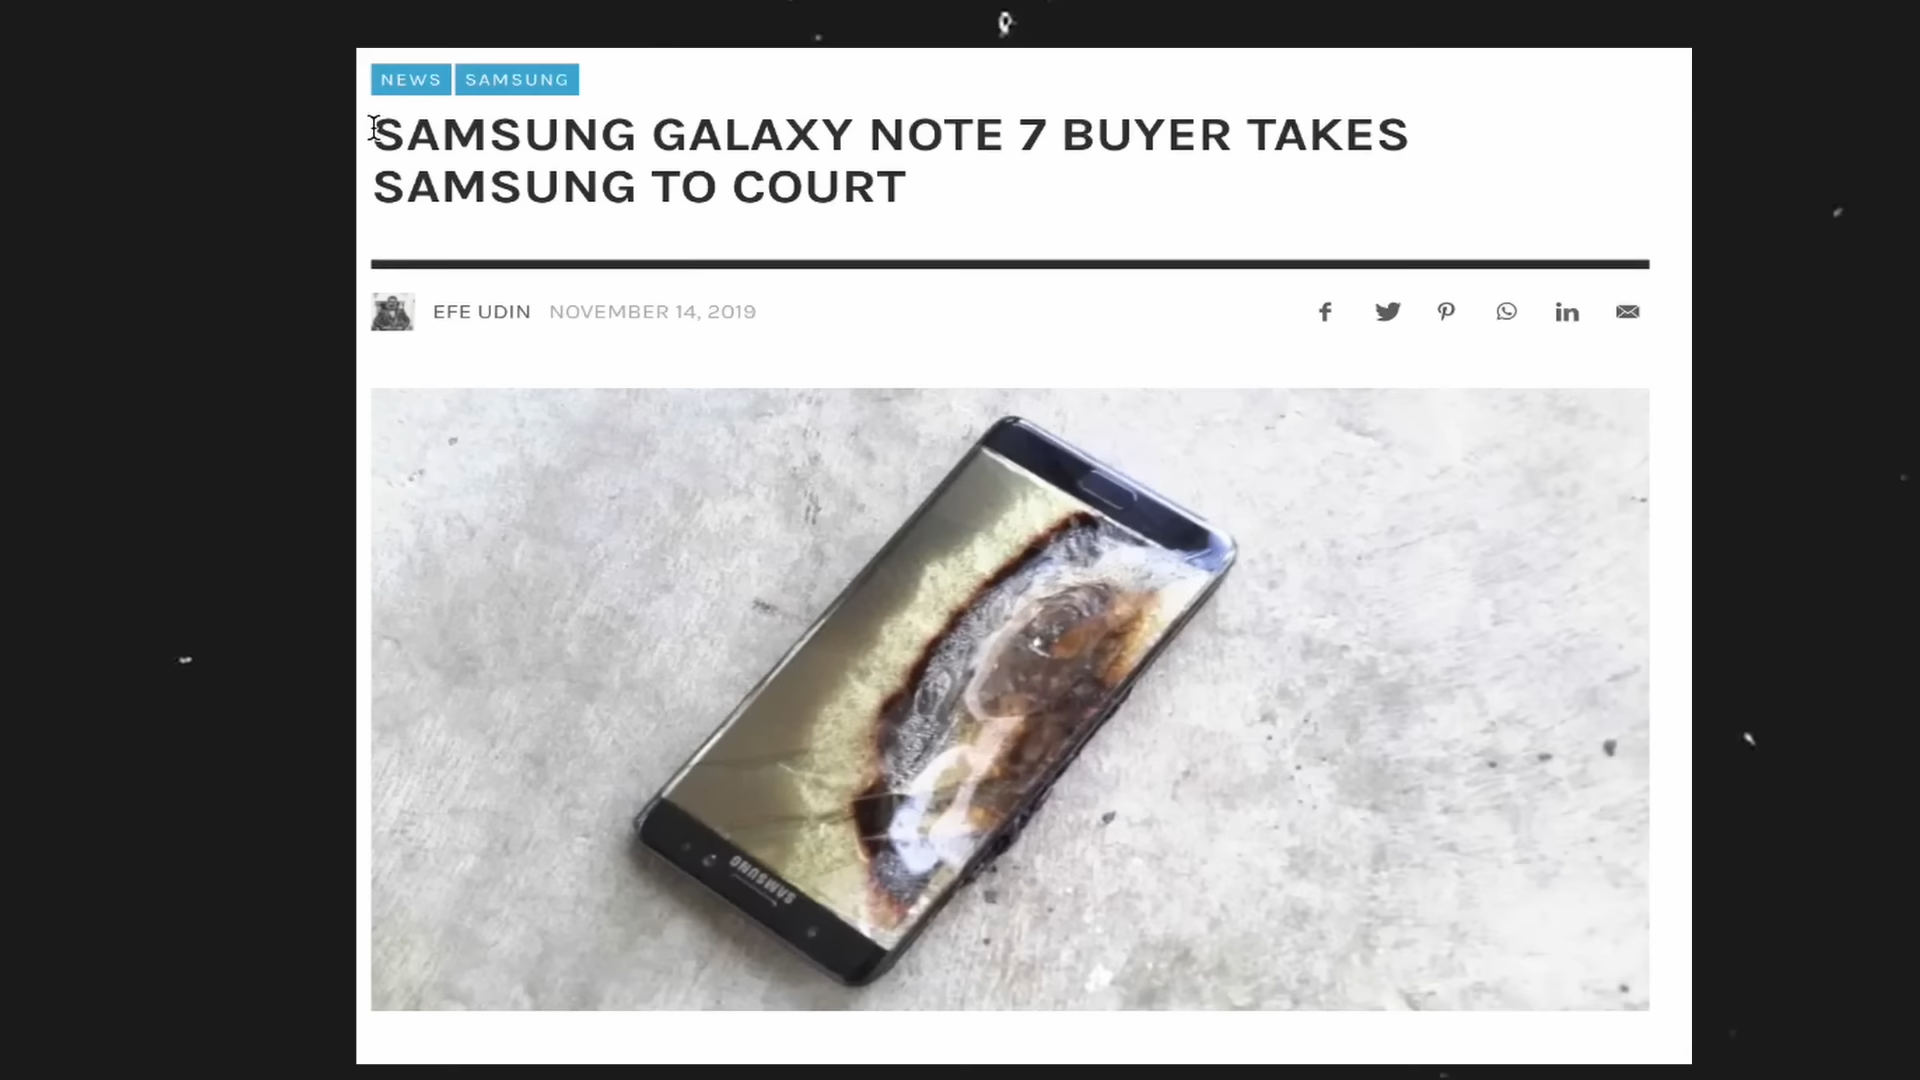 NEWS SAMSUNG
SAMSUNG GALAXY NOTE 7 BUYER TAKES
SAMSUNG TO COURT
EFE UDIN NOVEMBER 14, 2019
SAMSUNG